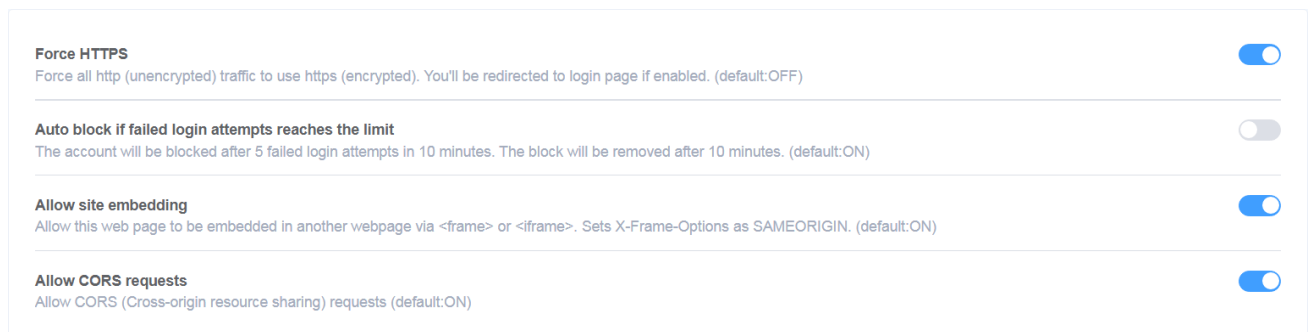 Force HTTPS
Force all http (unencrypted) traffic to use https (encrypted). You'll be redirected to login page if enabled. (default:OFF)
Auto block if failed login attempts reaches the limit
The account will be blocked after 5 failed login attempts in 10 minutes. The block will be removed after 10 minutes. (default:ON)
Allow site embedding
Allow this web page to be embedded in another webpage via <frame> or <iframe>. Sets X-Frame-Options as SAMEORIGIN. (default:ON)
Allow CORS requests
Allow CORS (Cross-origin resource sharing) requests (default:ON)